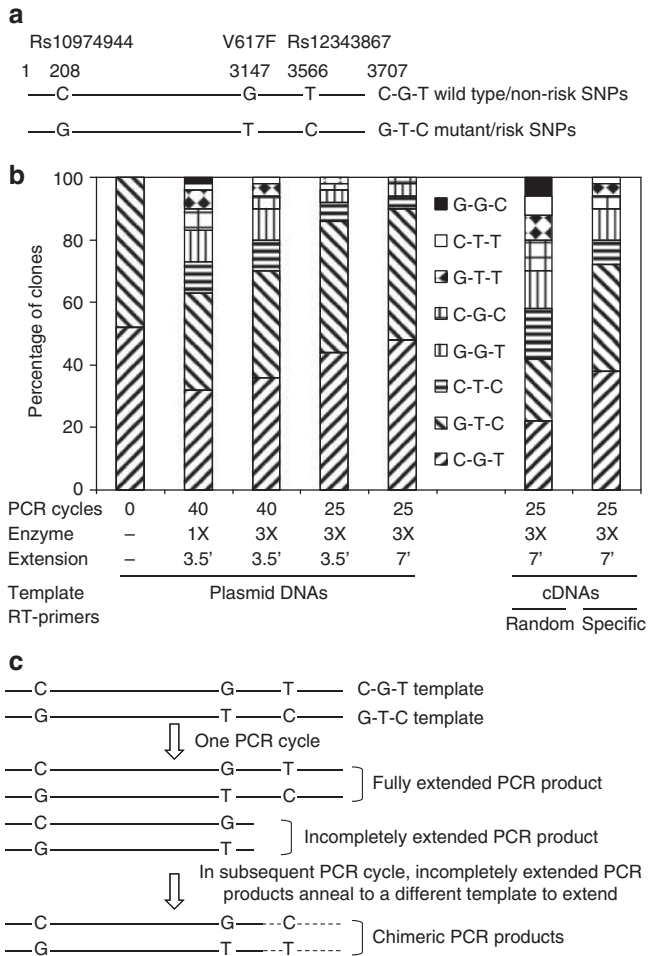 a
Rs10974944 V617F Rs12343867
1 208 3147 3566 3707
C G T C-G-T wild type/non-risk SNPs
G T C G-T-C mutant/risk SNPs
b
Percentage of clones
100
80
60
40
20
0
G-G-C
C-T-T
G-T-T
C-G-C
G-G-T
C-T-C
G-T-C
C-G-T
PCR cycles 0 40 40 25 25 25 25
Enzyme – 1X 3X 3X 3X 3X 3X
Extension – 3.5' 3.5' 3.5' 7' 7' 7'
Template Plasmid DNAs cDNAs
RT-primers Random Specific
c
C G T C-G-T template
G T C G-T-C template
One PCR cycle
C G T
G T C
Fully extended PCR product
C G
G T
Incompletely extended PCR product
In subsequent PCR cycle, incompletely extended PCR
products anneal to a different template to extend
C G C
G T T
Chimeric PCR products